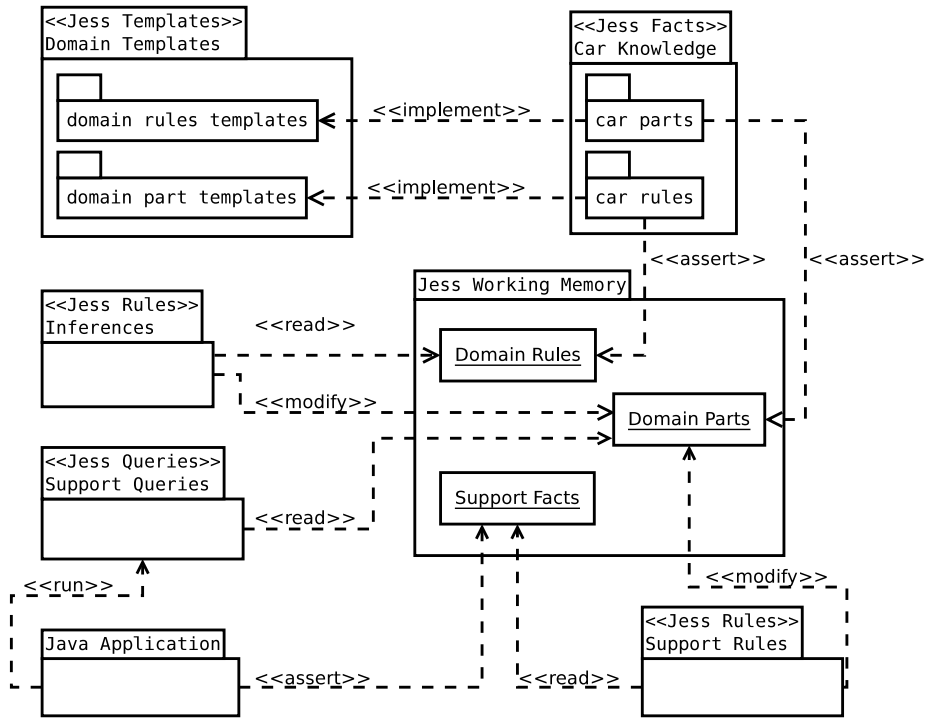 <<Jess Templates>>
Domain Templates
<<Jess Facts>>
Car Knowledge
domain rules templates
<<implement>>
car parts
domain part templates
<<implement>>
car rules
<<assert>>
<<assert>>
Jess Working Memory
<<Jess Rules>>
Inferences
<<read>>
Domain Rules
<<modify>>
Domain Parts
<<Jess Queries>>
Support Queries
Support Facts
<<read>>
<<run>>
<<modify>>
Java Application
<<Jess Rules>>
Support Rules
<<assert>>
<<read>>